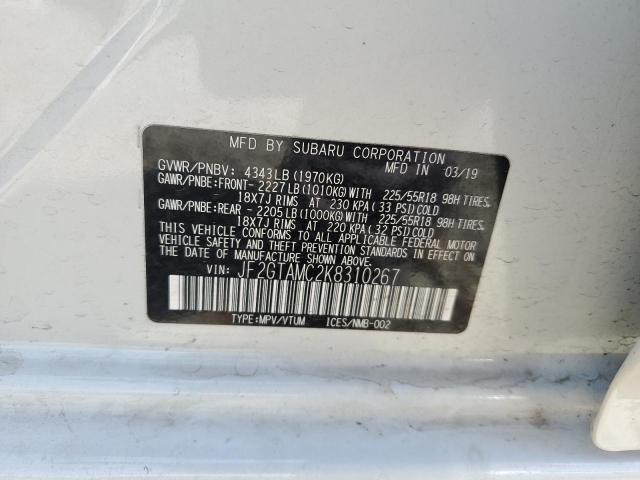 MFD BY SUBARU CORPORATION
GVWR/PNBV: 4343LB(1970KG) MFD IN 03/19
GAWR/PNBE:FRONT- 2227LB(1010KG)WITH 225/55R18 98H TIRES,
18X7J RIMS AT 230 KPA(33 PSI)COLD
GAWR/PNBE:REAR - 2205LB(1000KG)WITH 225/55R18 98H TIRES,
18X7J RIMS AT 220 KPA(32 PSI)COLD
THIS VEHICLE CONFORMS TO ALL APPLICABLE FEDERAL MOTOR
VEHICLE SAFETY AND THEFT PREVENTION STANDARDS IN EFFECT ON
THE DATE OF MANUFACTURE SHOWN ABOVE.
VIN: JF2GTAMC2K8310267
TYPE:MPV/VTUM ICES/NMB-002